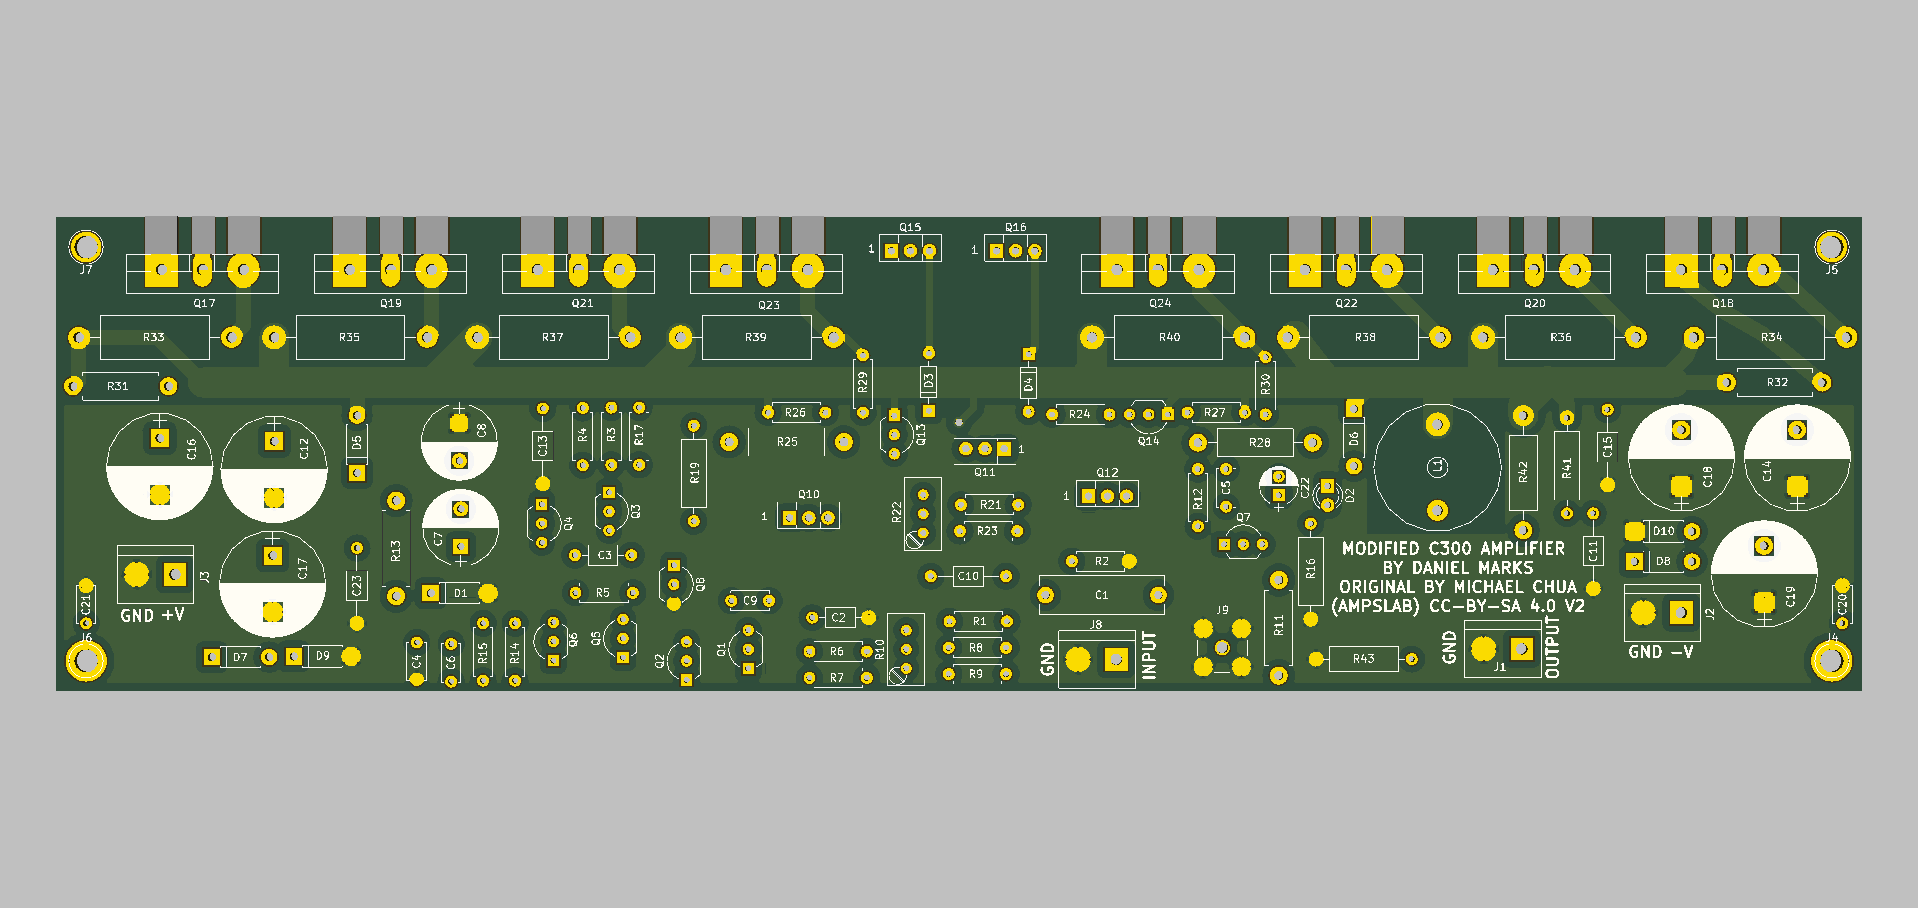 Q15
Q16
1
1
J7
J5
Q17
Q19
Q21
Q23
Q24
Q22
Q20
Q18
R33
R35
R37
R39
R40
R38
R36
R34
R31
R29
D3
D4
R30
R32
C16
C12
D5
C8
C13
R4
R3
R17
R26
R25
Q13
R24
Q14
R27
R28
D6
L1
R42
R41
C15
C18
C14
R19
Q11
Q10
1
Q12
1
R22
R21
R23
R12
C5
C22
D2
Q7
C7
Q4
Q3
R13
C3
Q8
R5
C9
C2
C10
R2
C1
R16
MODIFIED C300 AMPLIFIER
BY DANIEL MARKS
ORIGINAL BY MICHAEL CHUA
(AMPSLAB) CC-BY-SA 4.0 V2
C11
D10
D8
C19
C17
J3
GND +V
C21
C23
D1
J6
D7
D9
C4
C6
R15
R14
Q6
Q5
Q2
Q1
R6
R7
R10
R1
R8
R9
J8
GND
INPUT
J9
R11
R43
GND
J1
OUTPUT
J2
GND -V
C20
J4